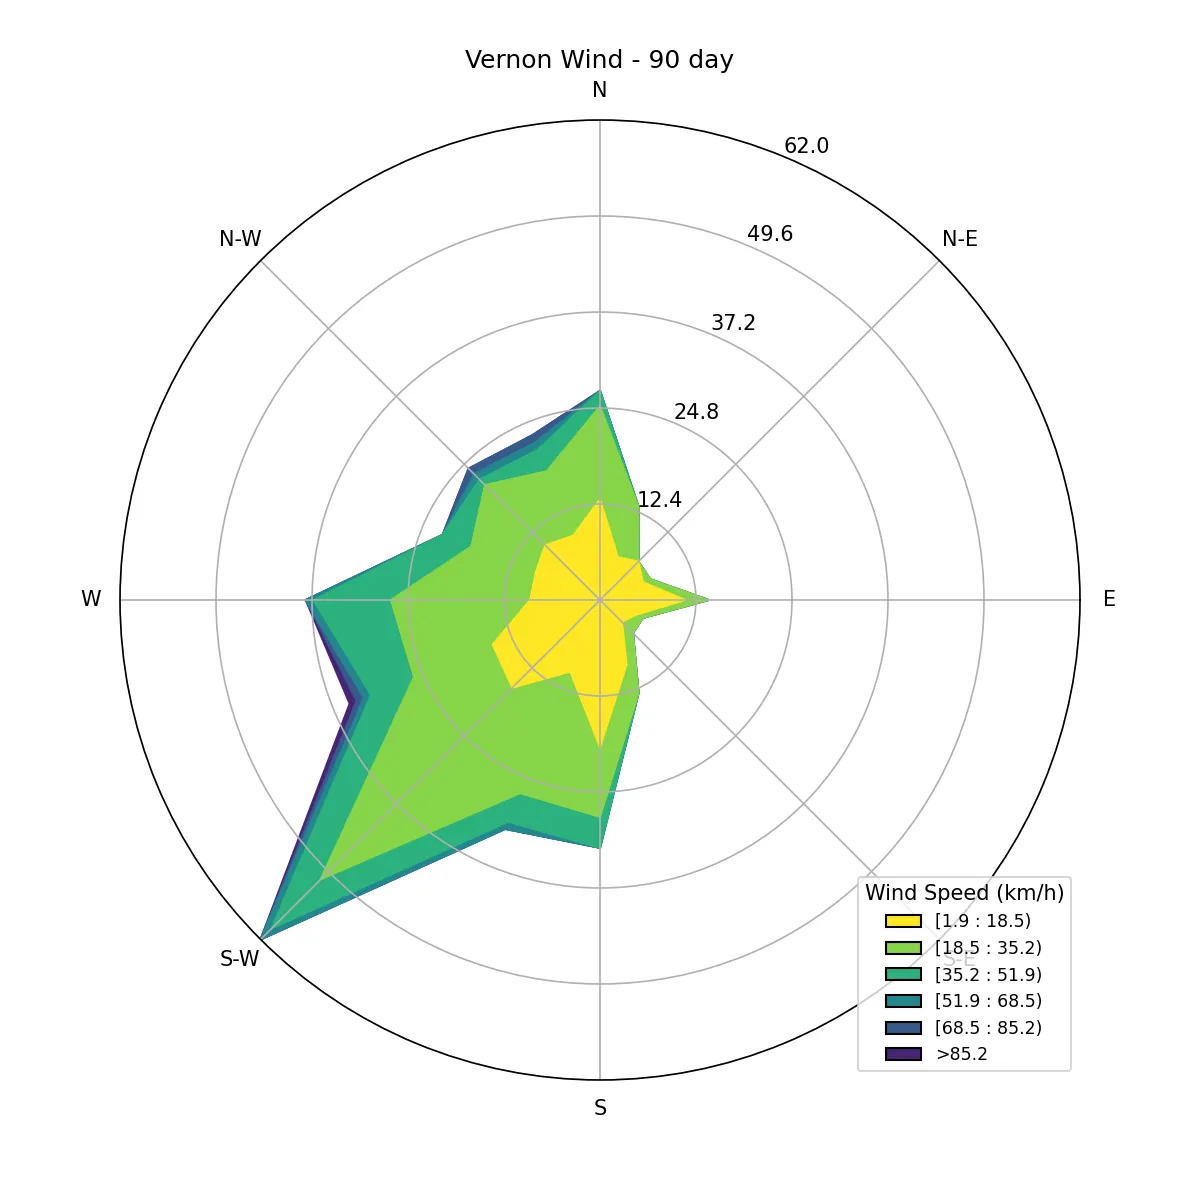 Vernon Wind - 90 day
N
62.0
N-W
N-E
49.6
37.2
24.8
12.4
W
E
S-W
S-E
S
Wind Speed (km/h)
[1.9 : 18.5)
[18.5 : 35.2)
[35.2 : 51.9)
[51.9 : 68.5)
[68.5 : 85.2)
>85.2